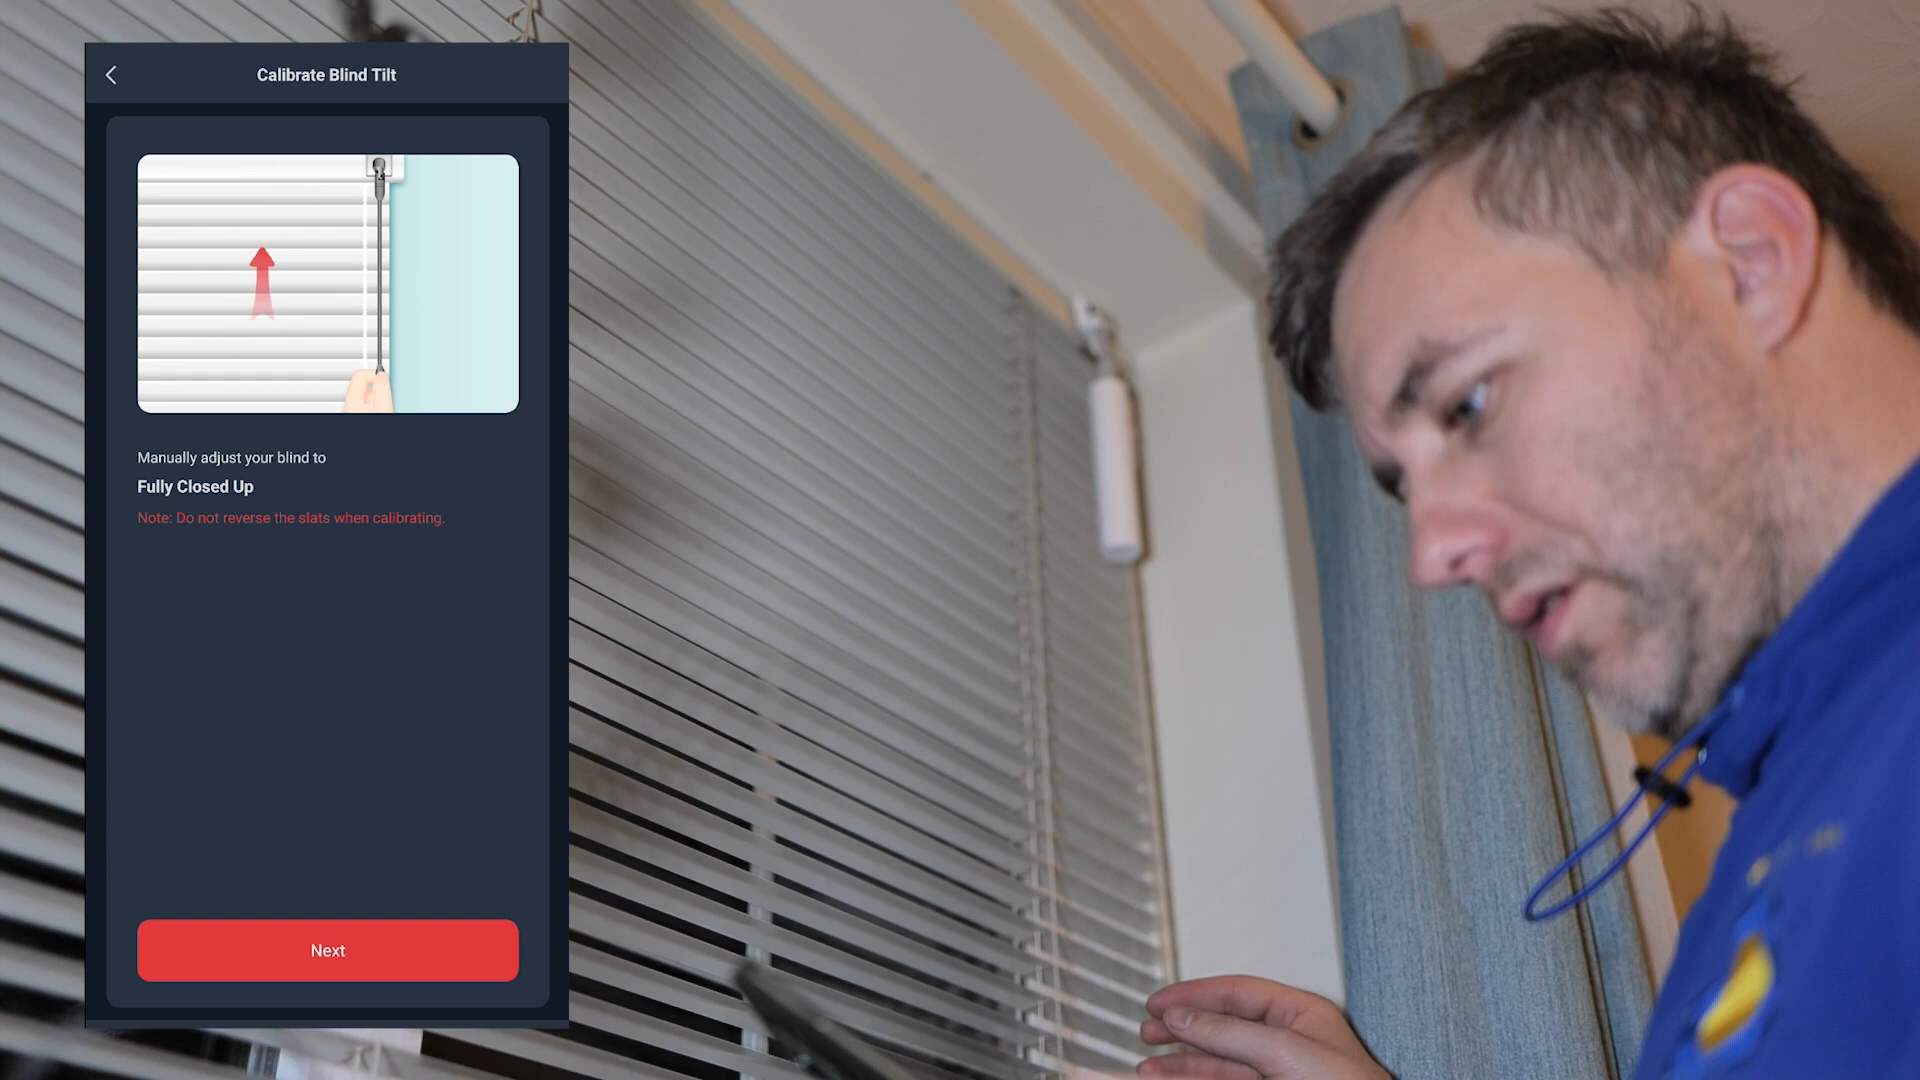 Calibrate Blind Tilt
Manually adjust your blind to
Fully Closed Up
Note: Do not reverse the slats when calibrating.
Next